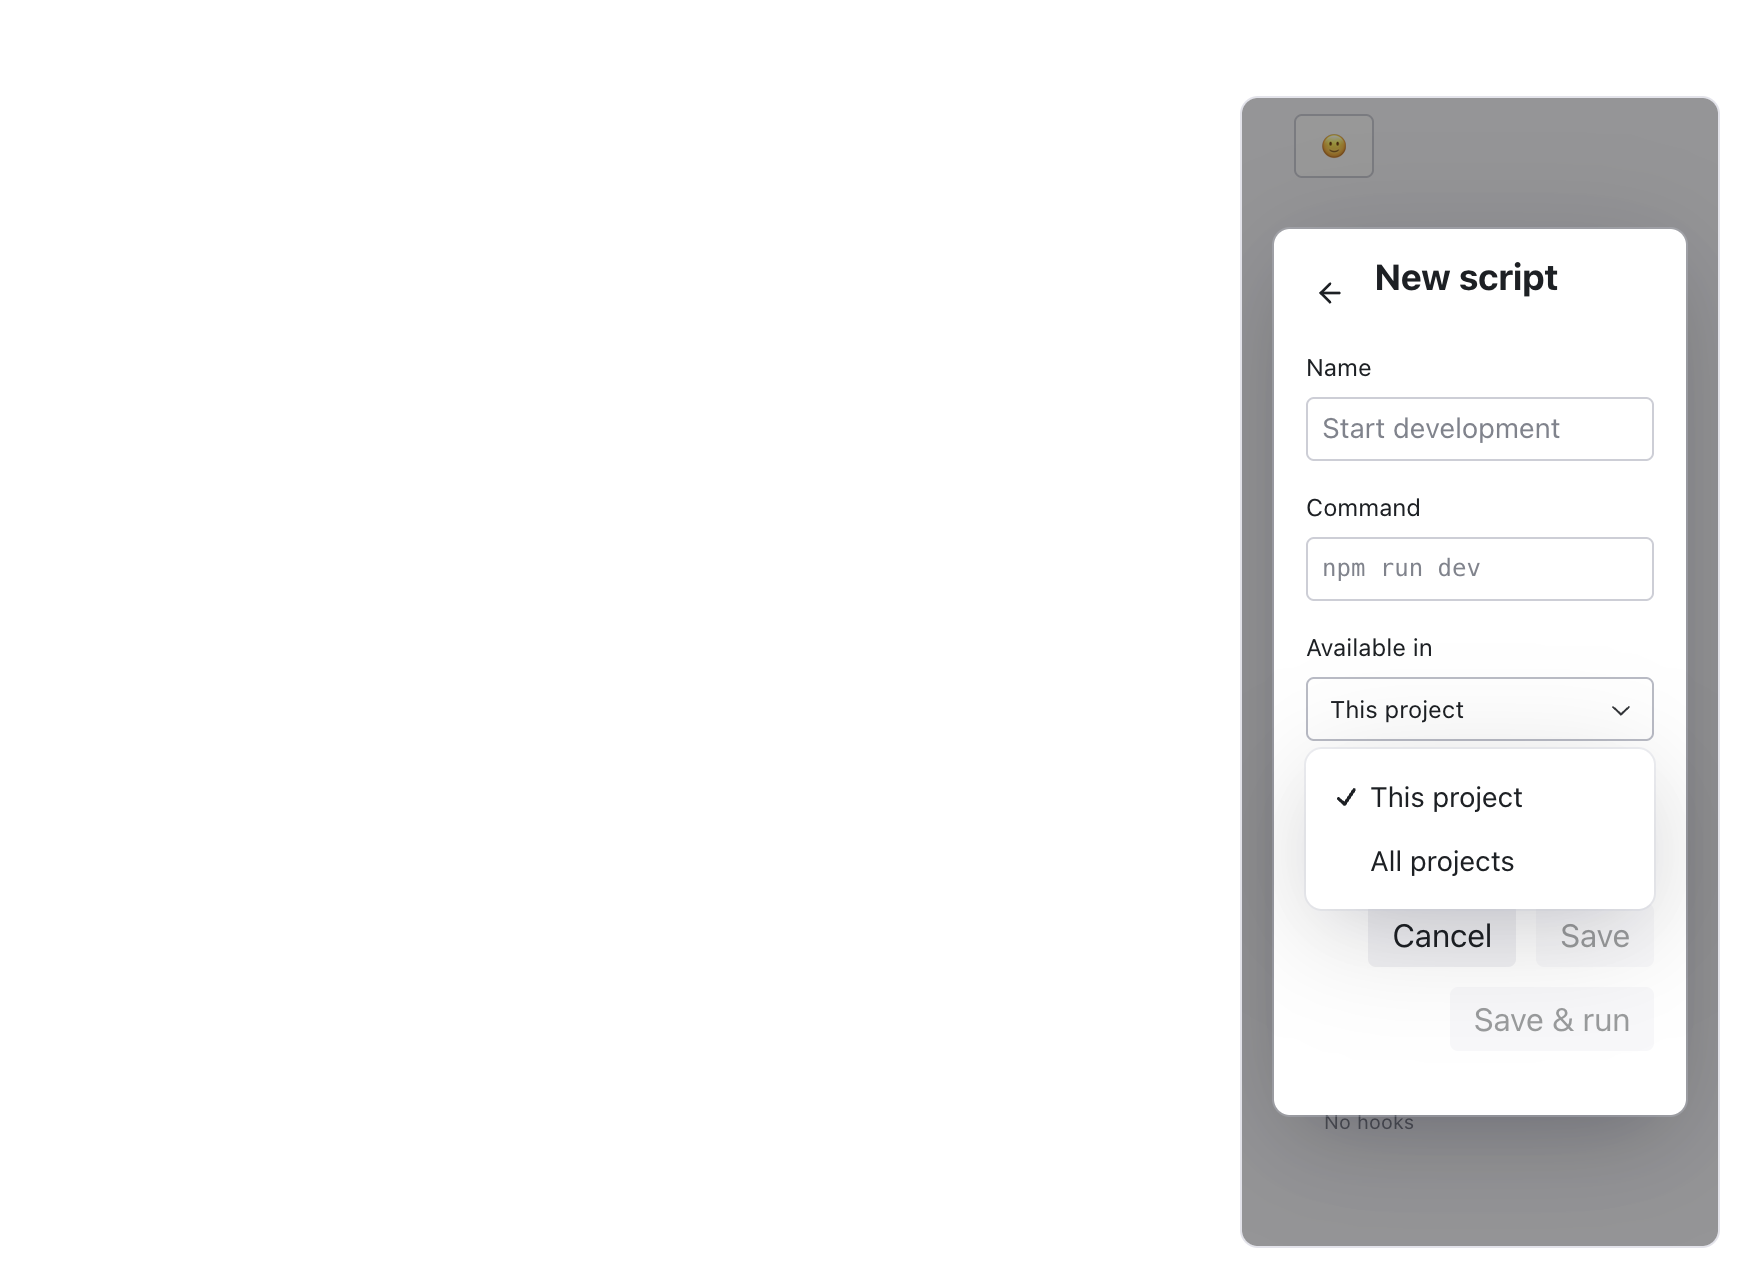 New script
Name
Start development
Command
npm run dev
Available in
This project
This project
All projects
Cancel
Save
Save & run
No hooks